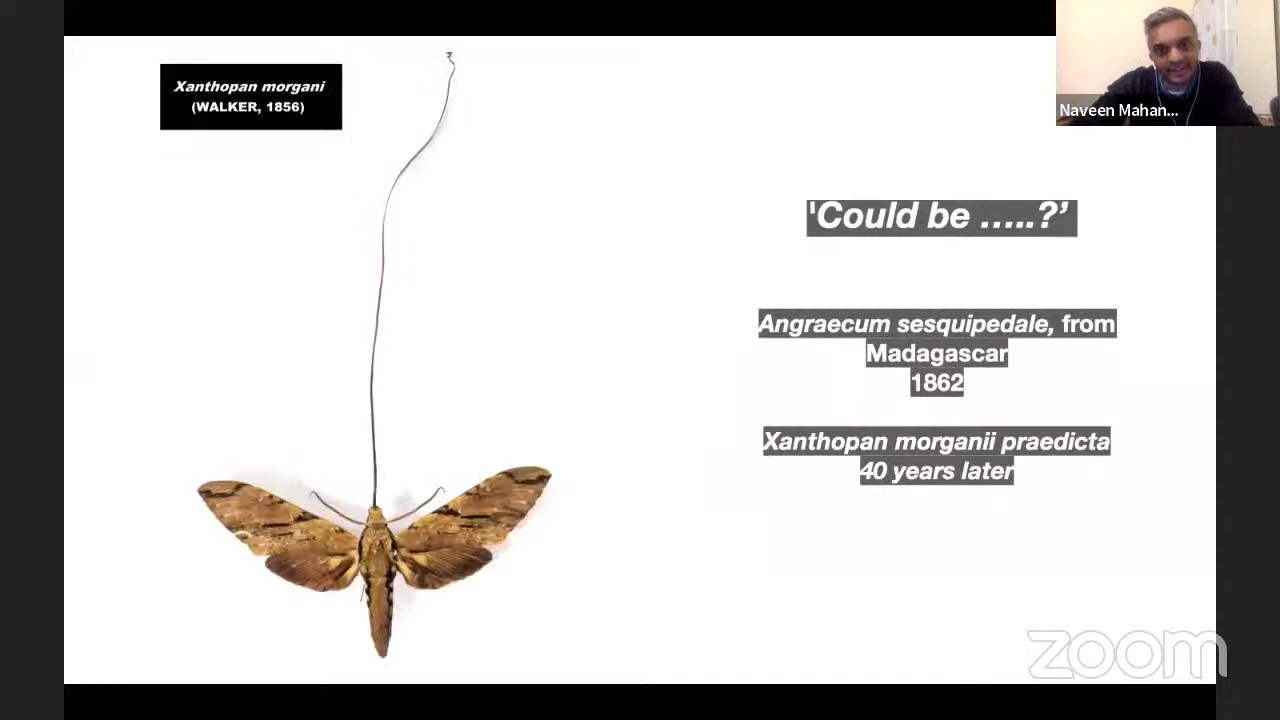 Xanthopan morgani
(WALKER, 1856)
Naveen Mahan...
'Could be .....?’
Angraecum sesquipedale, from
Madagascar
1862
Xanthopan morganii praedicta
40 years later
zoom